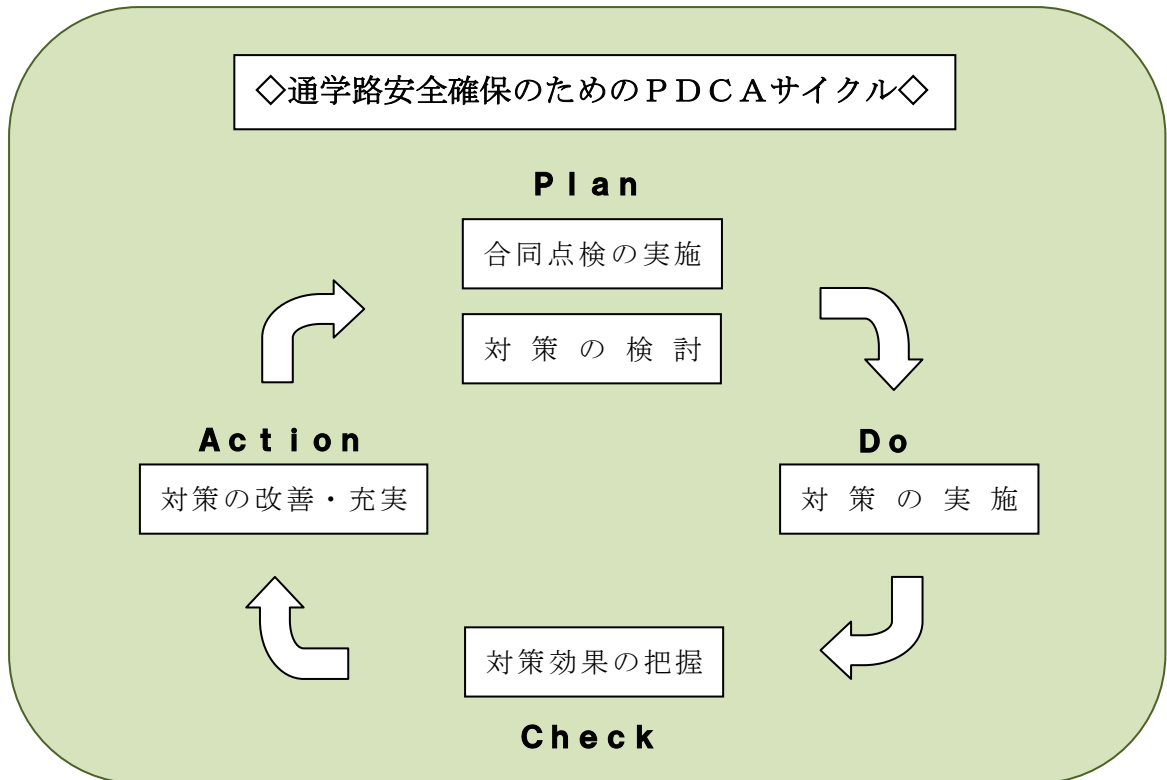 ◇通学路安全確保のためのＰＤＣＡサイクル◇
Ｐｌａｎ
合同点検の実施
対策の検討
Ａｃｔｉｏｎ
対策の改善・充実
Ｄｏ
対策の実施
対策効果の把握
Ｃｈｅｃｋ